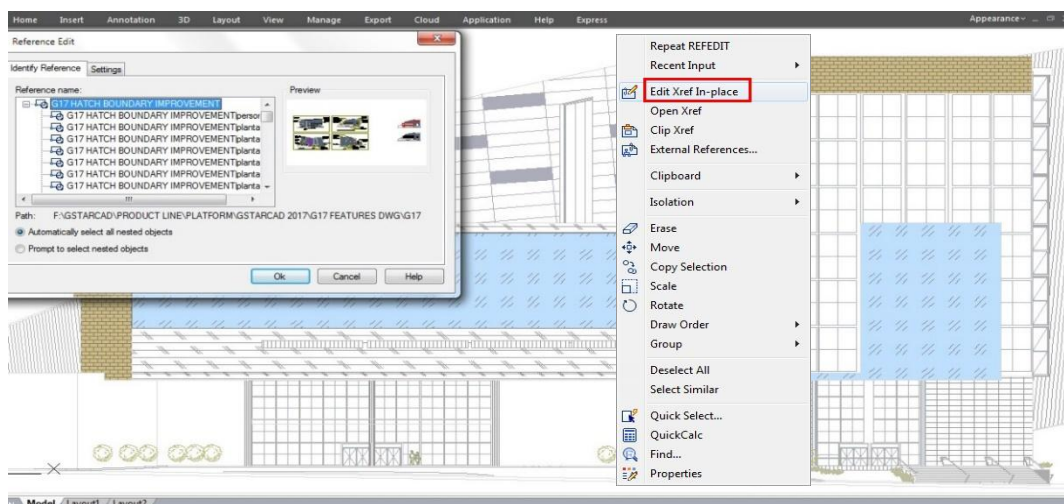 Home Insert Annotation 3D Layout View Manage Export Cloud Application Help Express Appearance
Reference Edit
Identify Reference Settings
Reference name:
G17 HATCH BOUNDARY IMPROVEMENT
G17 HATCH BOUNDARY IMPROVEMENT|person
G17 HATCH BOUNDARY IMPROVEMENT|planta
G17 HATCH BOUNDARY IMPROVEMENT|planta
G17 HATCH BOUNDARY IMPROVEMENT|planta
G17 HATCH BOUNDARY IMPROVEMENT|planta
G17 HATCH BOUNDARY IMPROVEMENT|planta
G17 HATCH BOUNDARY IMPROVEMENT|planta
Preview
Path: F:\GSTARCAD\PRODUCT LINE\PLATFORM\GSTARCAD 2017\G17 FEATURES DWG\G17
Automatically select all nested objects
Prompt to select nested objects
Ok Cancel Help
Repeat REFEDIT
Recent Input
Edit Xref In-place
Open Xref
Clip Xref
External References...
Clipboard
Isolation
Erase
Move
Copy Selection
Scale
Rotate
Draw Order
Group
Deselect All
Select Similar
Quick Select...
QuickCalc
Find...
Properties
Model Layout1 Layout2